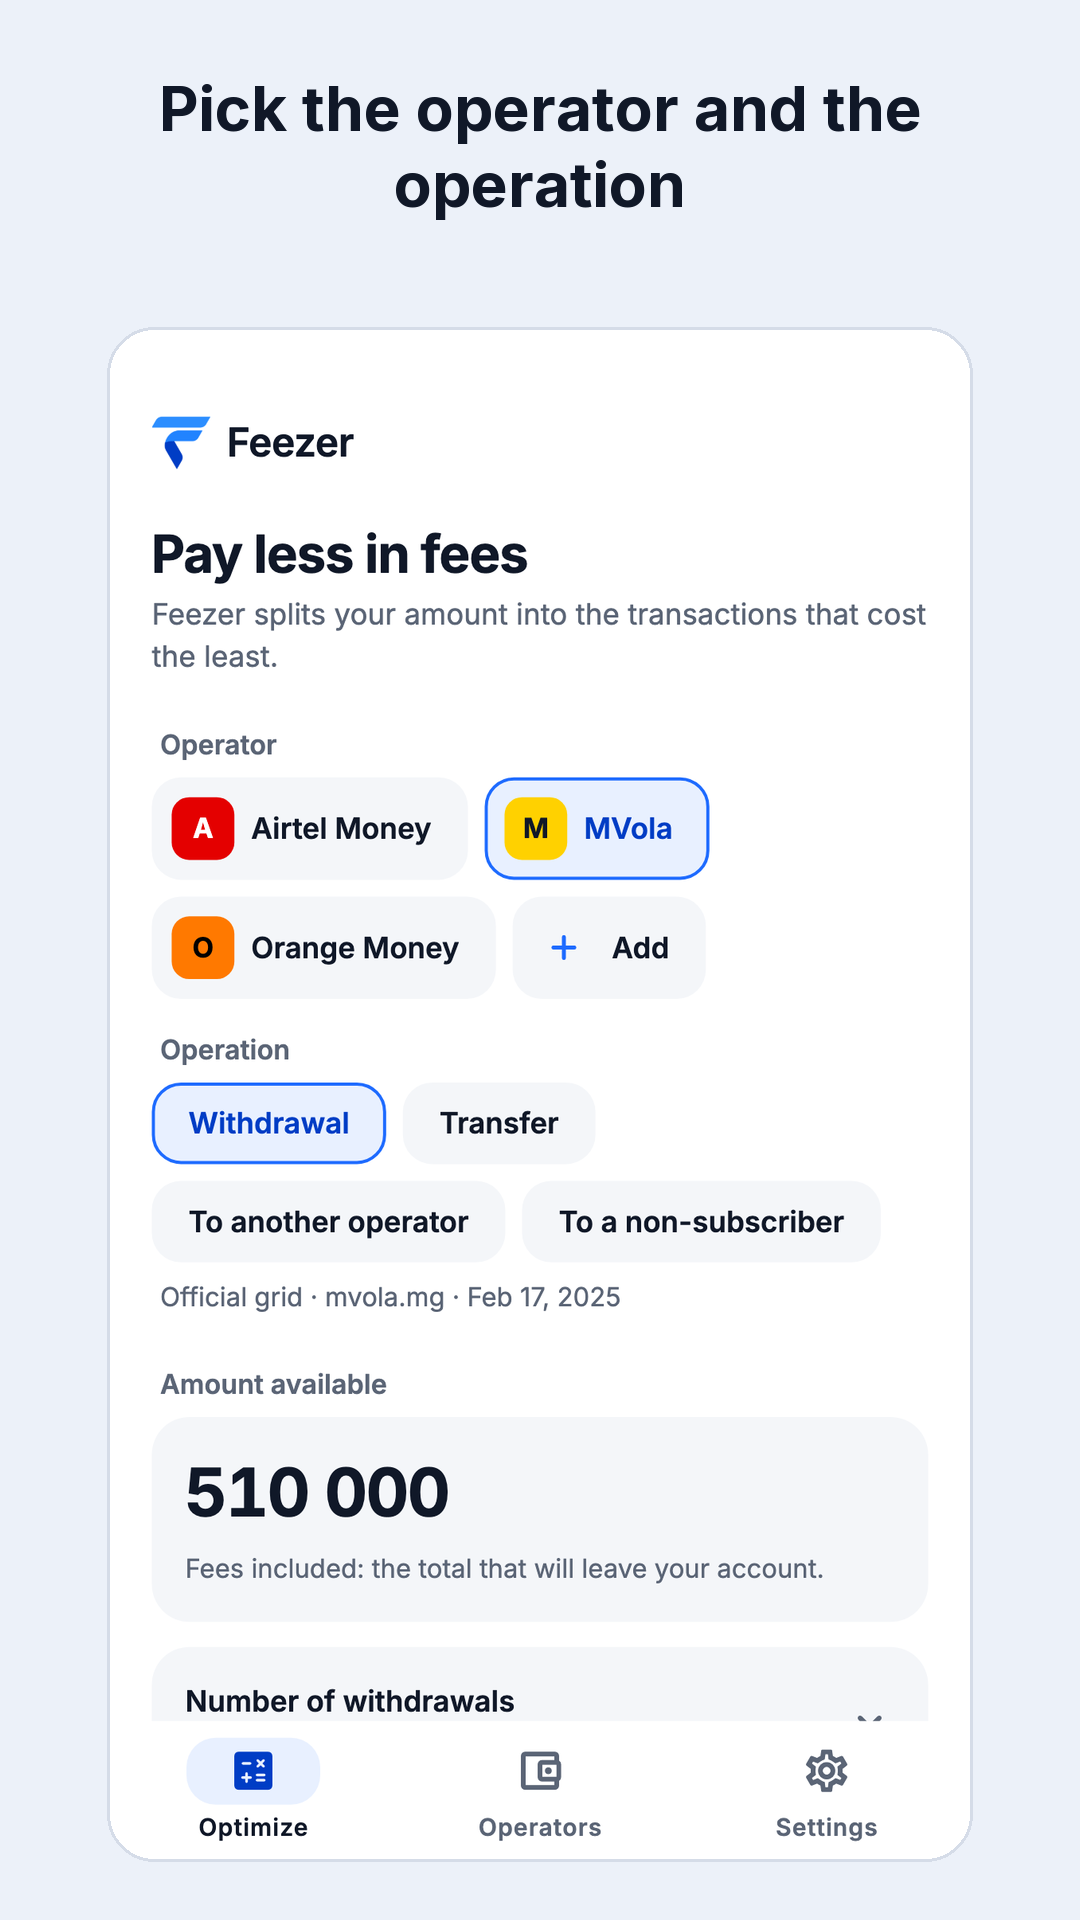 Pick the operator and the
operation
Feezer
Pay less in fees
Feezer splits your amount into the transactions that cost
the least.
Operator
A Airtel Money
M MVola
O Orange Money
+ Add
Operation
Withdrawal
Transfer
To another operator
To a non-subscriber
Official grid · mvola.mg · Feb 17, 2025
Amount available
510 000
Fees included: the total that will leave your account.
Number of withdrawals
Optimize
Operators
Settings